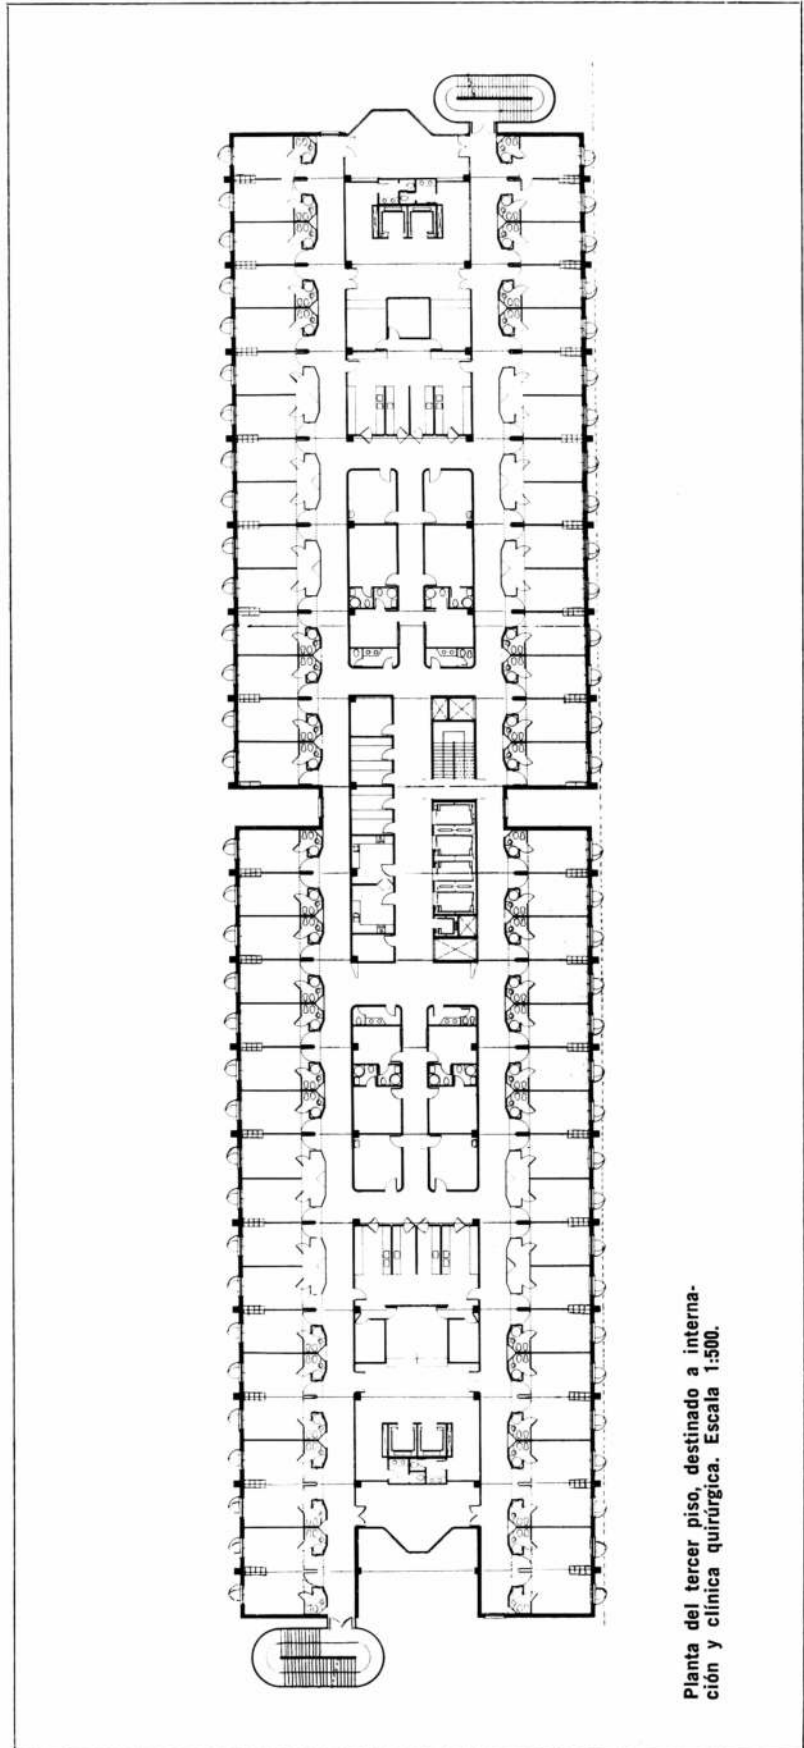 Planta del tercer piso, destinado a interna-
ción y clínica quirúrgica. Escala 1:500.